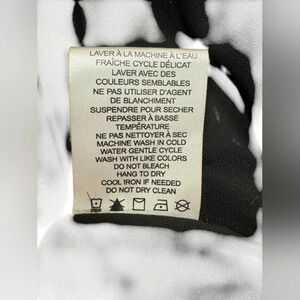 LAVER À LA MACHINE À L'EAU
FRAÎCHE CYCLE DÉLICAT
LAVER AVEC DES
COULEURS SEMBLABLES
NE PAS UTILISER D'AGENT
DE BLANCHIMENT
SUSPENDRE POUR SECHER
REPASSER À BASSE
TEMPÉRATURE
NE PAS NETTOYER À SEC
MACHINE WASH IN COLD
WATER GENTLE CYCLE
WASH WITH LIKE COLORS
DO NOT BLEACH
HANG TO DRY
COOL IRON IF NEEDED
DO NOT DRY CLEAN